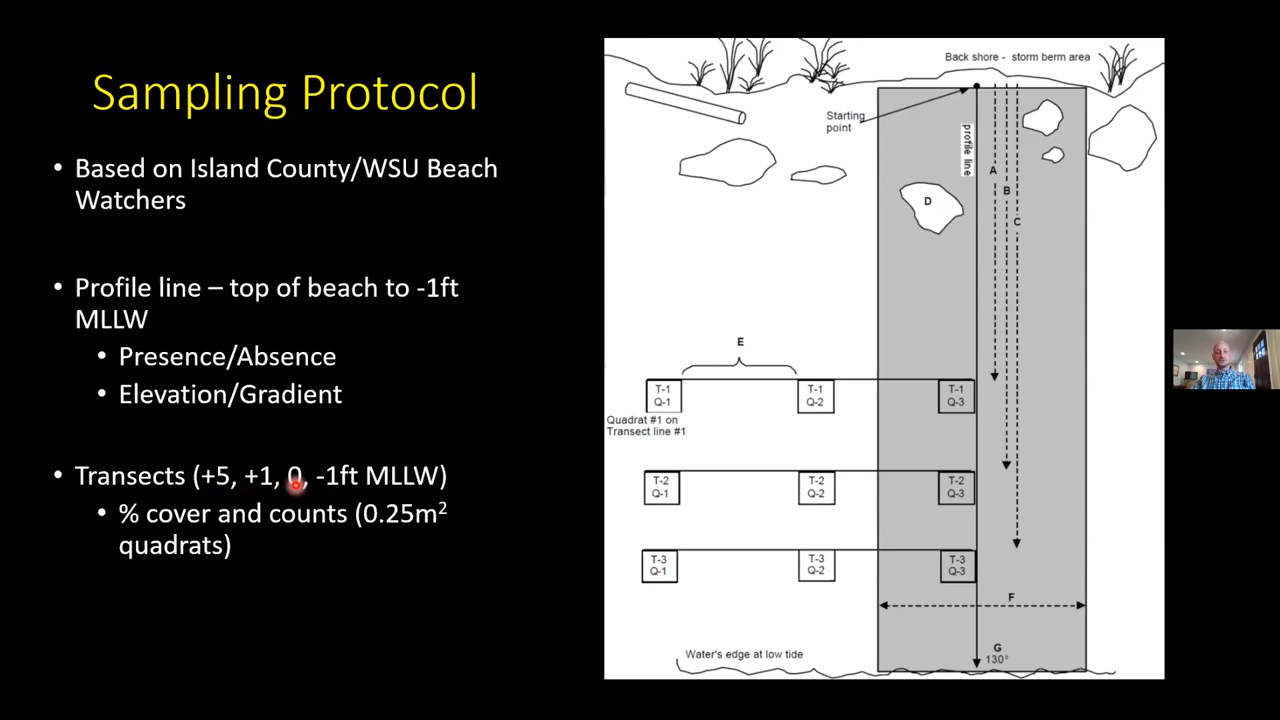 Sampling Protocol
• Based on Island County/WSU Beach
Watchers
• Profile line – top of beach to -1ft
MLLW
• Presence/Absence
• Elevation/Gradient
• Transects (+5, +1, 0, -1ft MLLW)
• % cover and counts (0.25m²
quadrats)
Back shore - storm berm area
Starting
point
profile line
A
B
C
D
E
T-1
Q-1
T-1
Q-2
T-1
Q-3
Quadrat #1 on
Transect line #1
T-2
Q-1
T-2
Q-2
T-2
Q-3
T-3
Q-1
T-3
Q-2
T-3
Q-3
F
G
130°
Water's edge at low tide